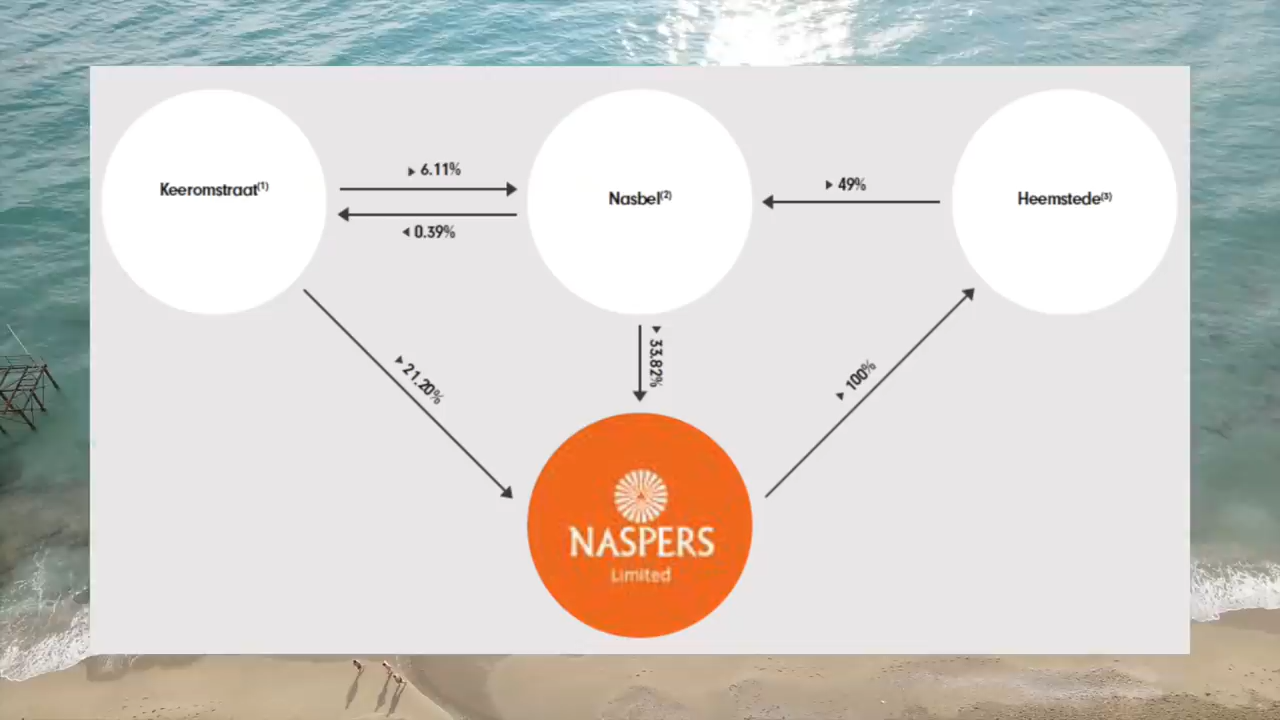 Keeromstraat(1)
▶ 6.11%
◀ 0.39%
Nasbel(2)
▶ 49%
Heemstede(3)
▶ 21.20%
▶ 33.82%
▶ 100%
NASPERS
Limited